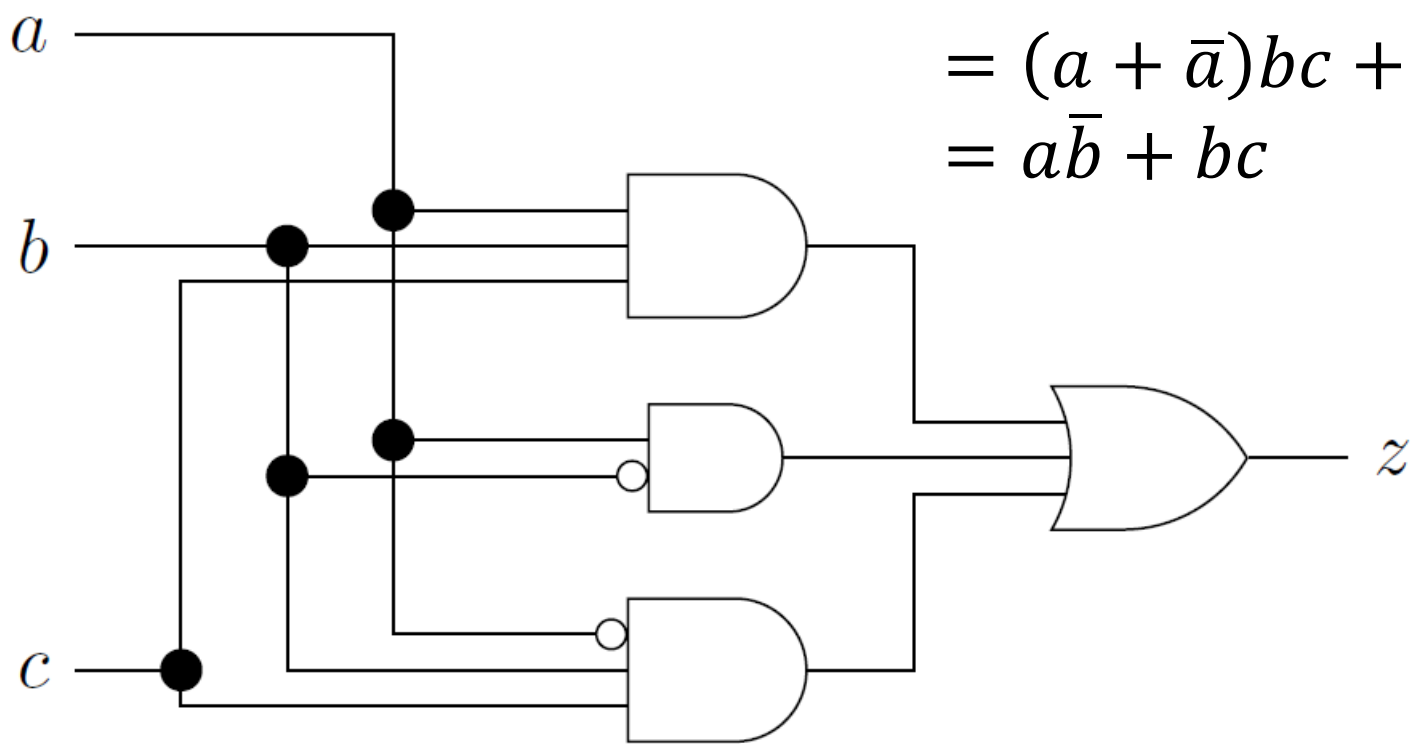 a
= (a + a̅)bc +
= ab̅ + bc
b
z
c